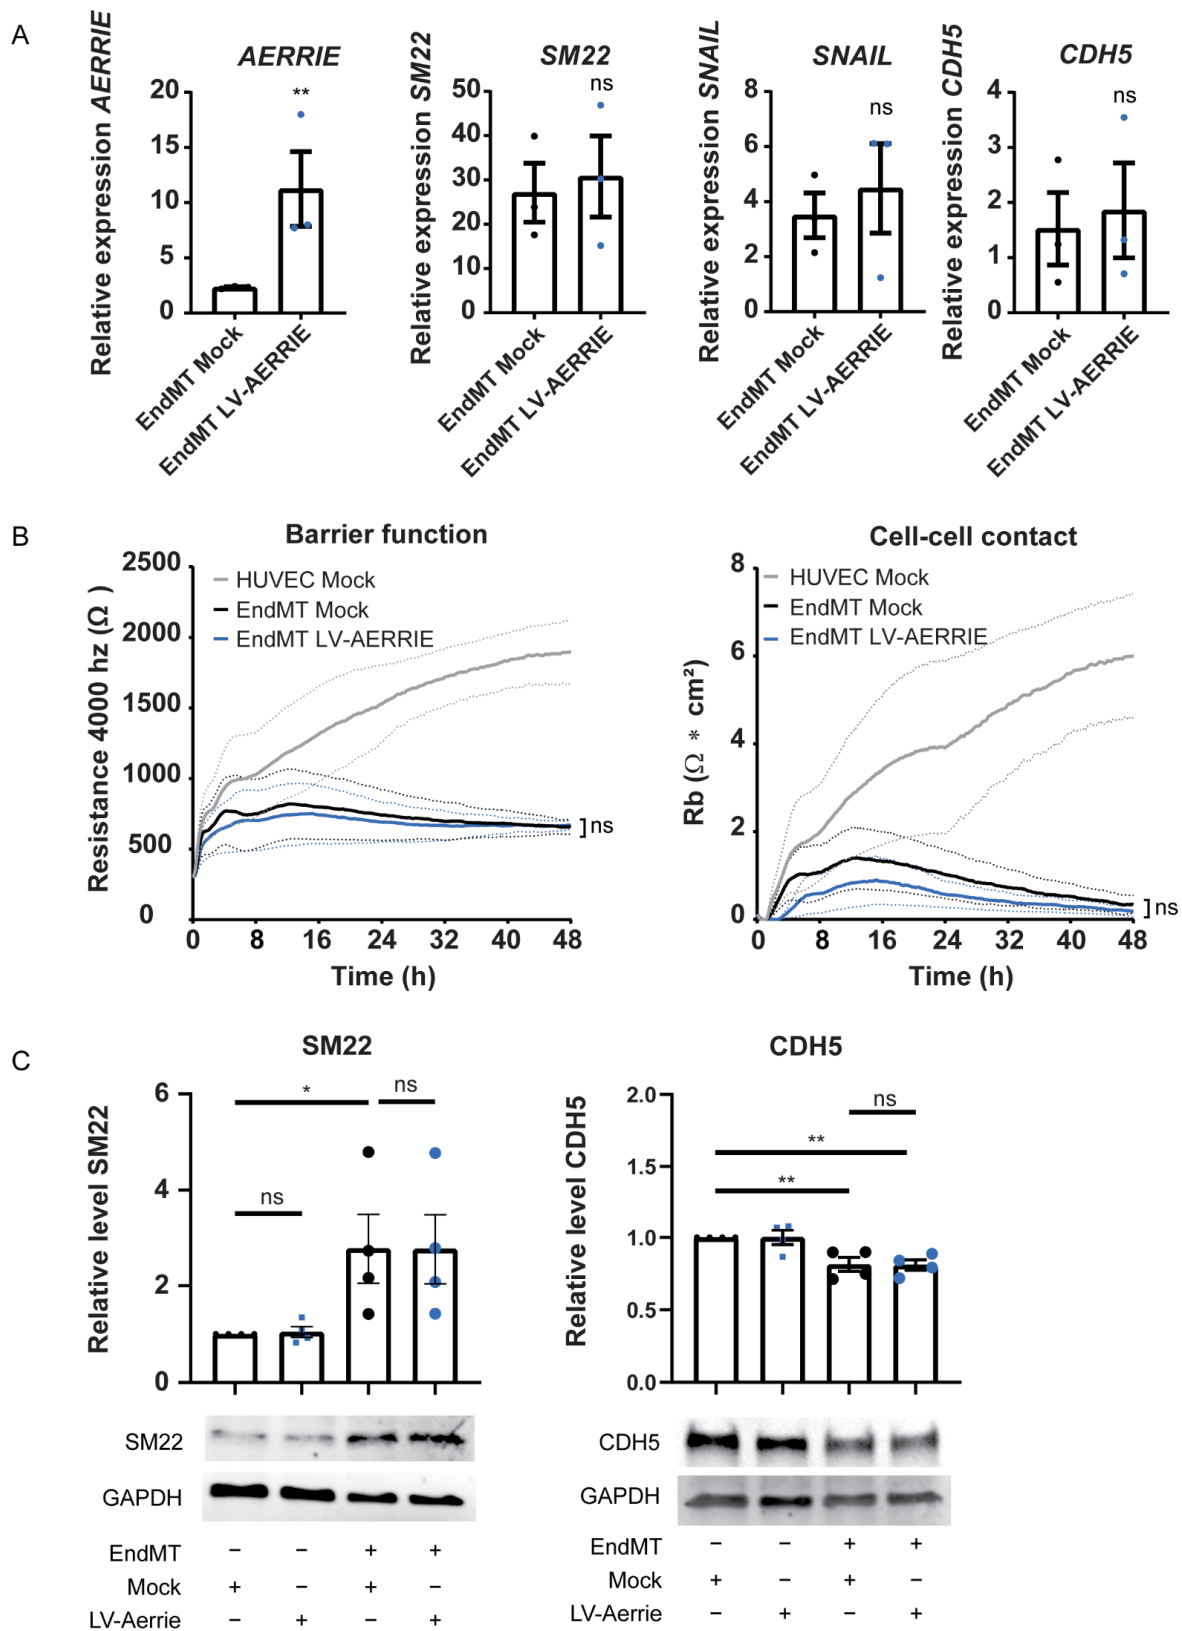 A
AERRIE
SM22
SNAIL
CDH5
Relative expression AERRIE
20
15
10
5
0
**
EndMT Mock
EndMT LV-AERRIE
Relative expression SM22
50
40
30
20
10
0
ns
EndMT Mock
EndMT LV-AERRIE
Relative expression SNAIL
8
6
4
2
0
ns
EndMT Mock
EndMT LV-AERRIE
Relative expression CDH5
4
3
2
1
0
ns
EndMT Mock
EndMT LV-AERRIE
B
Barrier function
Resistance 4000 hz (Ω )
2500
2000
1500
1000
500
0
HUVEC Mock
EndMT Mock
EndMT LV-AERRIE
ns
0 8 16 24 32 40 48
Time (h)
Cell-cell contact
Rb (Ω * cm²)
8
6
4
2
0
HUVEC Mock
EndMT Mock
EndMT LV-AERRIE
ns
0 8 16 24 32 40 48
Time (h)
C
SM22
Relative level SM22
6
4
2
0
* ns
ns
SM22
GAPDH
EndMT − − + +
Mock + − + −
LV-Aerrie − + − +
CDH5
Relative level CDH5
2.0
1.5
1.0
0.5
0.0
ns
**
**
CDH5
GAPDH
EndMT − − + +
Mock + − + −
LV-Aerrie − + − +